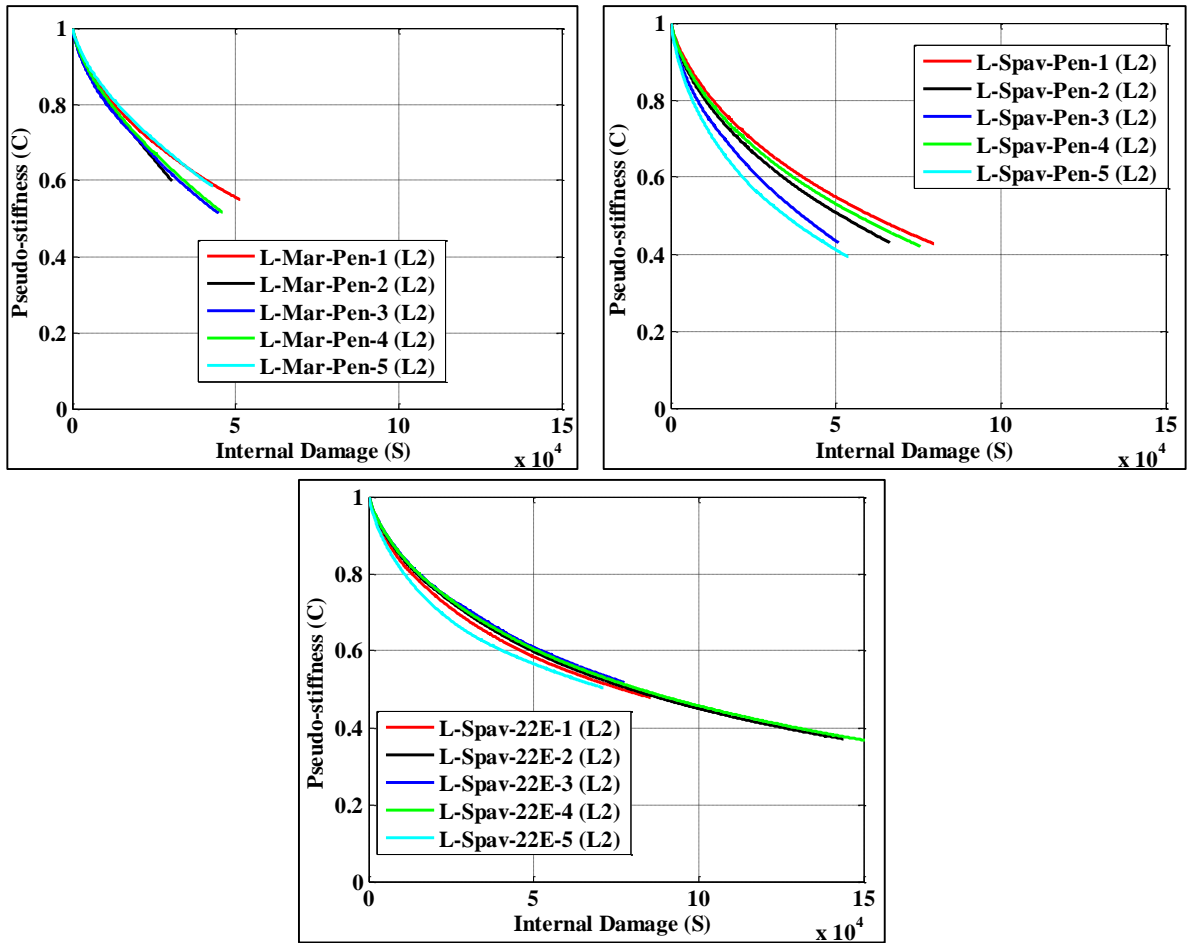 1
0.8
0.6
0.4
0.2
0
Pseudo-stiffness (C)
L-Mar-Pen-1 (L2)
L-Mar-Pen-2 (L2)
L-Mar-Pen-3 (L2)
L-Mar-Pen-4 (L2)
L-Mar-Pen-5 (L2)
0 5 10 15
Internal Damage (S)
x 10^4
1
0.8
0.6
0.4
0.2
0
Pseudo-stiffness (C)
L-Spav-Pen-1 (L2)
L-Spav-Pen-2 (L2)
L-Spav-Pen-3 (L2)
L-Spav-Pen-4 (L2)
L-Spav-Pen-5 (L2)
0 5 10 15
Internal Damage (S)
x 10^4
1
0.8
0.6
0.4
0.2
0
Pseudo-stiffness (C)
L-Spav-22E-1 (L2)
L-Spav-22E-2 (L2)
L-Spav-22E-3 (L2)
L-Spav-22E-4 (L2)
L-Spav-22E-5 (L2)
0 5 10 15
Internal Damage (S)
x 10^4